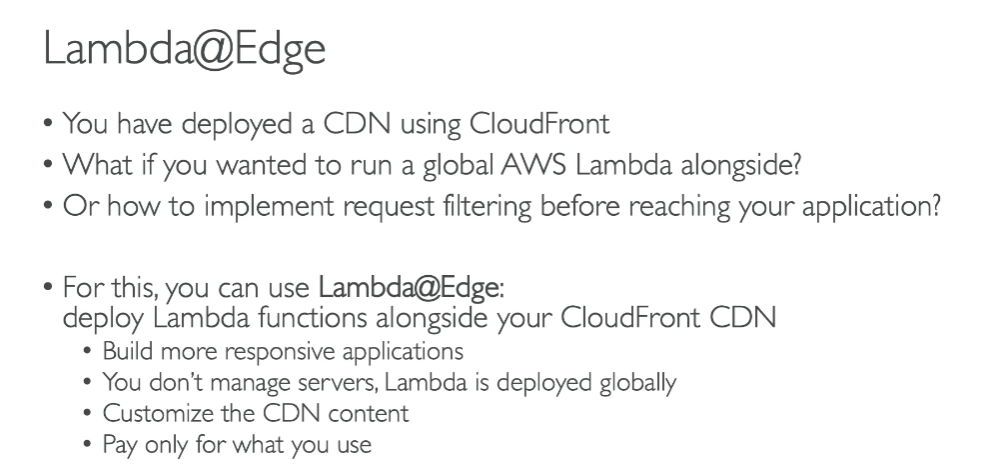 Lambda@Edge
• You have deployed a CDN using CloudFront
• What if you wanted to run a global AWS Lambda alongside?
• Or how to implement request filtering before reaching your application?
• For this, you can use Lambda@Edge:
deploy Lambda functions alongside your CloudFront CDN
• Build more responsive applications
• You don't manage servers, Lambda is deployed globally
• Customize the CDN content
• Pay only for what you use